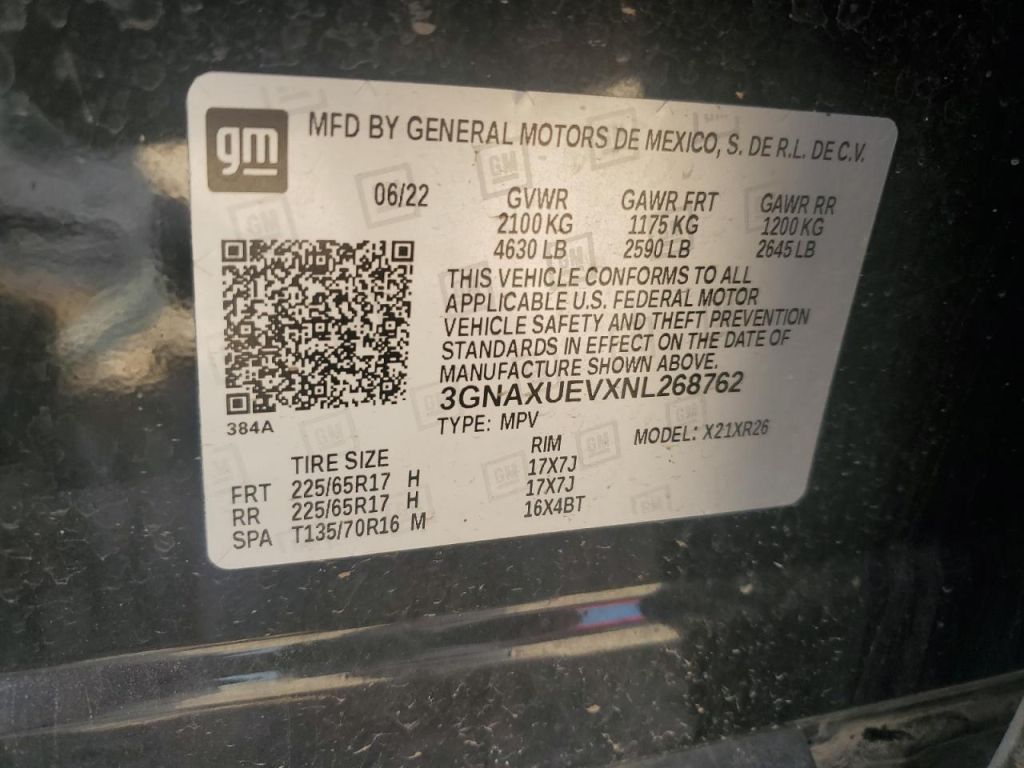 gm
MFD BY GENERAL MOTORS DE MEXICO, S. DE R.L. DE C.V.
06/22 GVWR GAWR FRT GAWR RR
2100 KG 1175 KG 1200 KG
4630 LB 2590 LB 2645 LB
THIS VEHICLE CONFORMS TO ALL
APPLICABLE U.S. FEDERAL MOTOR
VEHICLE SAFETY AND THEFT PREVENTION
STANDARDS IN EFFECT ON THE DATE OF
MANUFACTURE SHOWN ABOVE.
3GNAXUEVXNL268762
384A TYPE: MPV MODEL: X21XR26
TIRE SIZE RIM
FRT 225/65R17 H 17X7J
RR 225/65R17 H 17X7J
SPA T135/70R16 M 16X4BT